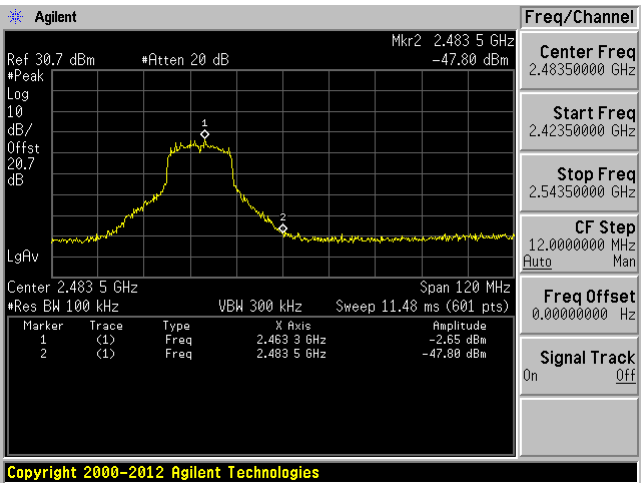 Agilent
Freq/Channel
Mkr2 2.483 5 GHz
Ref 30.7 dBm #Atten 20 dB -47.80 dBm
#Peak
Log
10
dB/
Offst
20.7
dB
LgAv
1
2
Center 2.483 5 GHz Span 120 MHz
#Res BW 100 kHz VBW 300 kHz Sweep 11.48 ms (601 pts)
Marker Trace Type X Axis Amplitude
1 (1) Freq 2.463 3 GHz -2.65 dBm
2 (1) Freq 2.483 5 GHz -47.80 dBm
Center Freq
2.48350000 GHz
Start Freq
2.42350000 GHz
Stop Freq
2.54350000 GHz
CF Step
12.0000000 MHz
Auto Man
Freq Offset
0.00000000 Hz
Signal Track
On Off
Copyright 2000-2012 Agilent Technologies